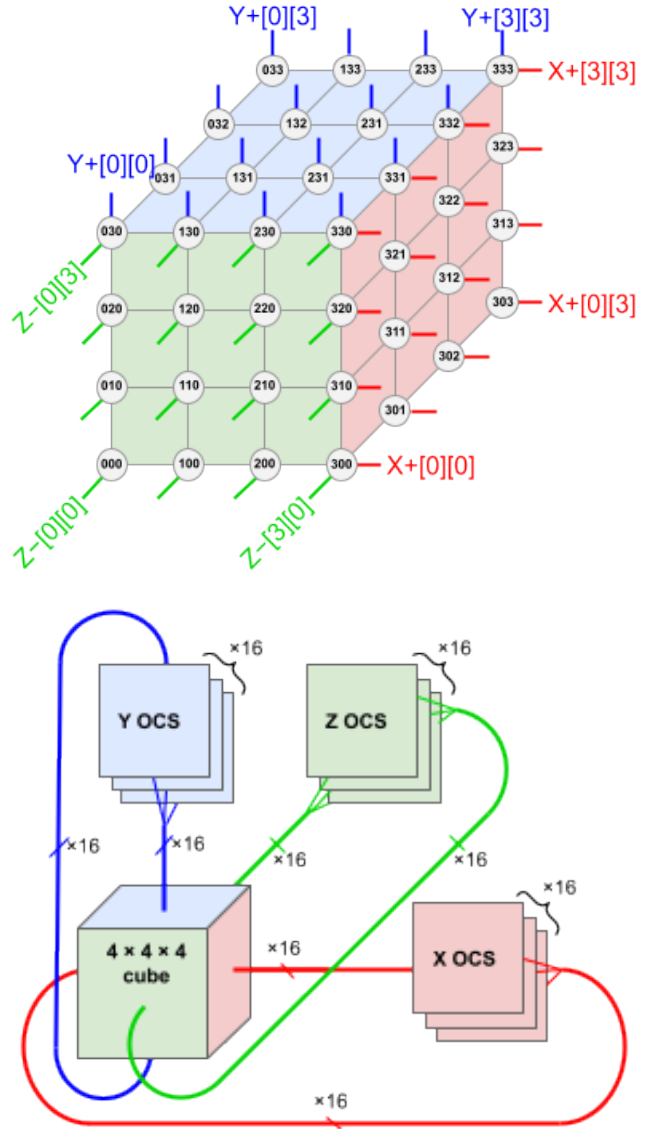 Y+[0][3]
Y+[3][3]
033 133 233 333 X+[3][3]
032 132 231 332
323
Y+[0][0]
031 131 231 331
322
030 130 230 330
313
321
Z−[0][3]
312
020 120 220 320
303 X+[0][3]
311
302
010 110 210 310
301
000 100 200 300 X+[0][0]
Z−[0][0]
Z−[3][0]
×16
×16
Y OCS
Z OCS
×16
×16
×16
×16
×16
4 × 4 × 4
cube
×16
X OCS
×16